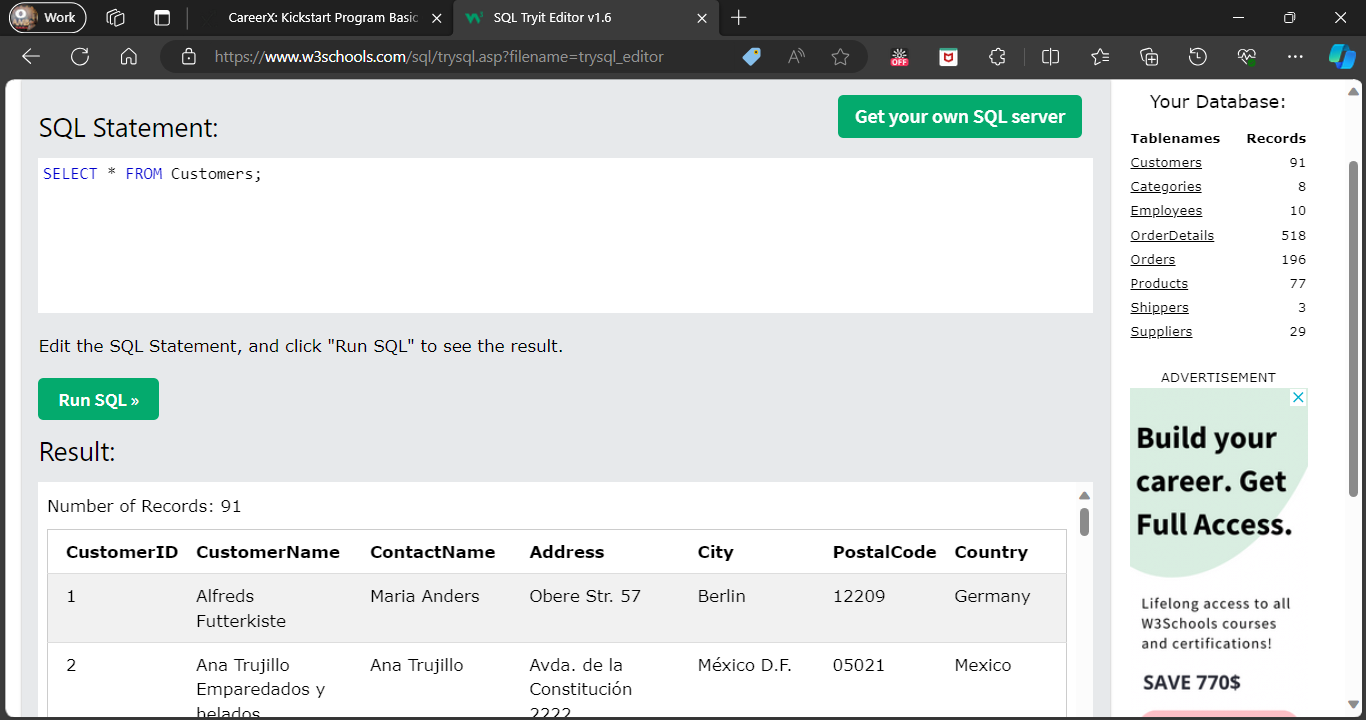 Work
CareerX: Kickstart Program Basic
SQL Tryit Editor v1.6
https://www.w3schools.com/sql/trysql.asp?filename=trysql_editor
OFF
SQL Statement:
Get your own SQL server
SELECT * FROM Customers;
Edit the SQL Statement, and click "Run SQL" to see the result.
Run SQL »
Result:
Number of Records: 91
CustomerID CustomerName ContactName Address City PostalCode Country
1 Alfreds Futterkiste Maria Anders Obere Str. 57 Berlin 12209 Germany
2 Ana Trujillo Emparedados y helados Ana Trujillo Avda. de la Constitución 2222 México D.F. 05021 Mexico
Your Database:
Tablenames Records
Customers 91
Categories 8
Employees 10
OrderDetails 518
Orders 196
Products 77
Shippers 3
Suppliers 29
ADVERTISEMENT
Build your
career. Get
Full Access.
Lifelong access to all
W3Schools courses
and certifications!
SAVE 770$